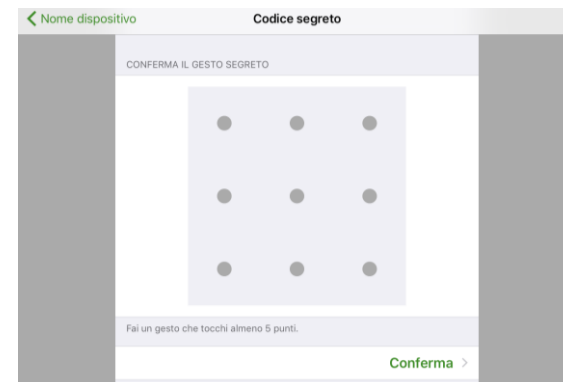 Nome dispositivo
Codice segreto
CONFERMA IL GESTO SEGRETO
Fai un gesto che tocchi almeno 5 punti.
Conferma